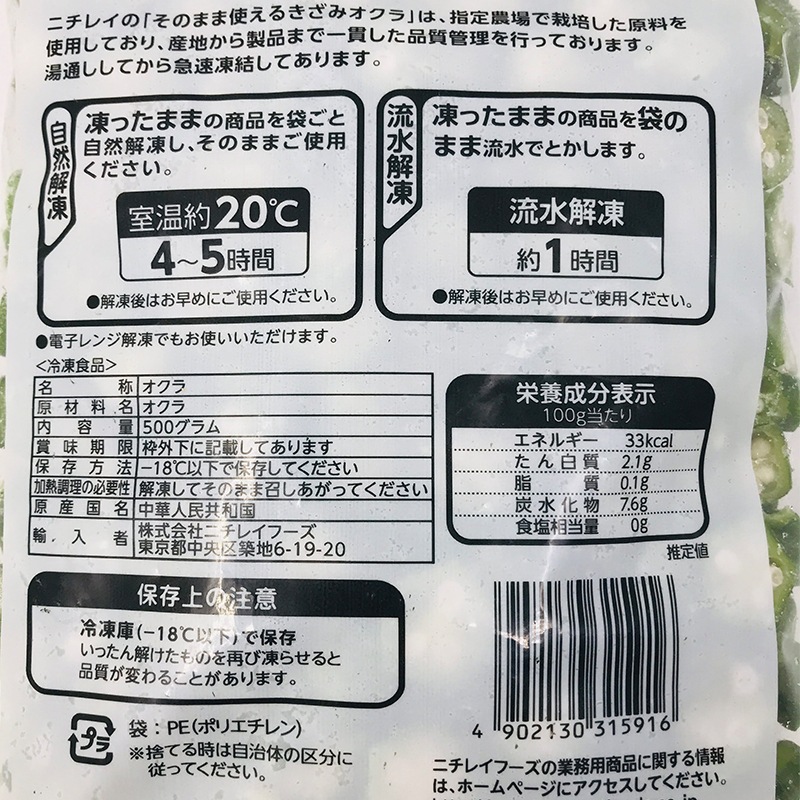 ニチレイの「そのまま使えるきざみオクラ」は、指定農場で栽培した原料を
使用しており、産地から製品まで一貫した品質管理を行っております。
湯通ししてから急速凍結してあります。
自然解凍
凍ったままの商品を袋ごと
自然解凍し、そのままご使用
ください。
室温約20℃
4〜5時間
●解凍後はお早めにご使用ください。
流水解凍
凍ったままの商品を袋の
まま流水でとかします。
流水解凍
約1時間
●解凍後はお早めにご使用ください。
●電子レンジ解凍でもお使いいただけます。
<冷凍食品>
名称 オクラ
原材料名 オクラ
内容量 500グラム
賞味期限 枠外下に記載してあります
保存方法 −18℃以下で保存してください
加熱調理の必要性 解凍してそのまま召しあがってください
原産国名 中華人民共和国
輸入者 株式会社ニチレイフーズ
東京都中央区築地6-19-20
栄養成分表示
100g当たり
エネルギー 33kcal
たん白質 2.1g
脂質 0.1g
炭水化物 7.6g
食塩相当量 0g
推定値
保存上の注意
冷凍庫(−18℃以下)で保存
いったん解けたものを再び凍らせると
品質が変わることがあります。
プラ
袋：PE(ポリエチレン)
※捨てる時は自治体の区分に
従ってください。
4 902130 315916
ニチレイフーズの業務用商品に関する情報
は、ホームページにアクセスしてください。